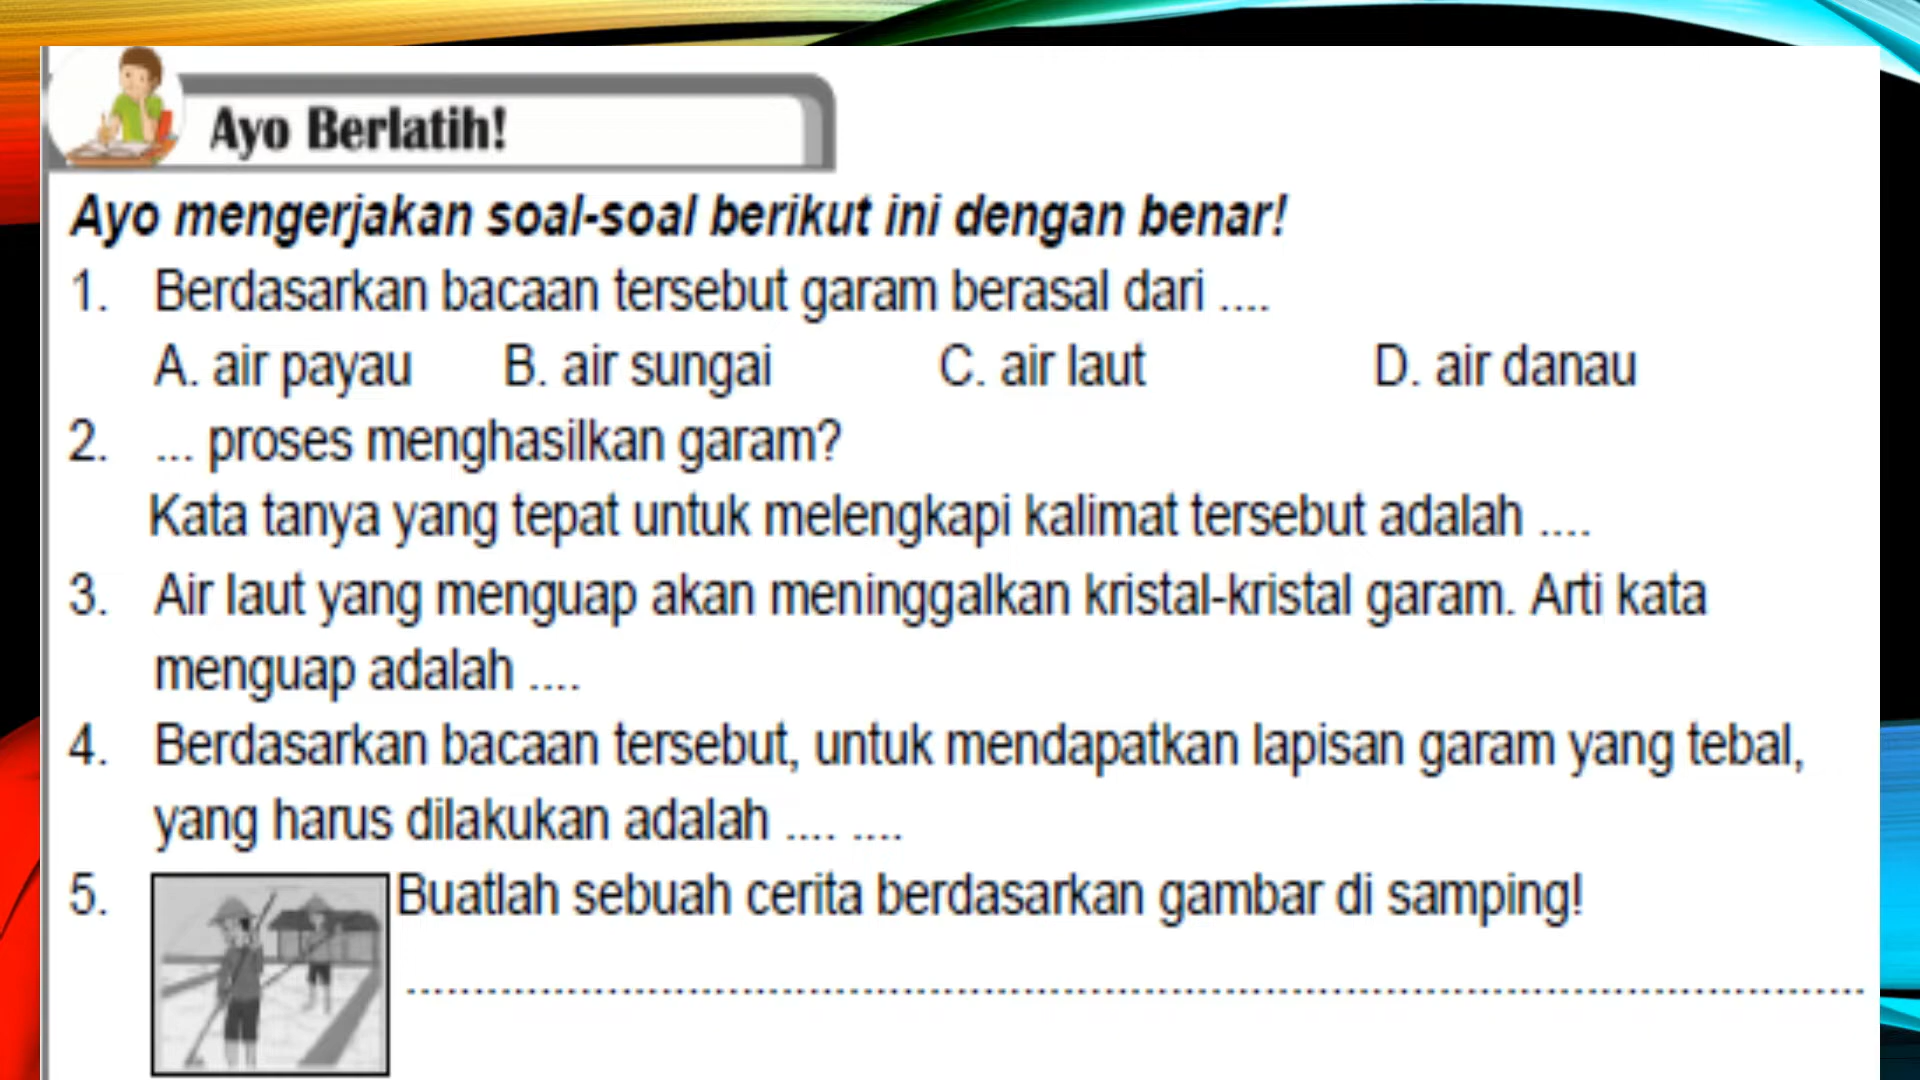 Ayo Berlatih!
Ayo mengerjakan soal-soal berikut ini dengan benar!
1. Berdasarkan bacaan tersebut garam berasal dari ....
A. air payau B. air sungai C. air laut D. air danau
2. ... proses menghasilkan garam?
Kata tanya yang tepat untuk melengkapi kalimat tersebut adalah ....
3. Air laut yang menguap akan meninggalkan kristal-kristal garam. Arti kata
menguap adalah ....
4. Berdasarkan bacaan tersebut, untuk mendapatkan lapisan garam yang tebal,
yang harus dilakukan adalah .... ....
5. Buatlah sebuah cerita berdasarkan gambar di samping!